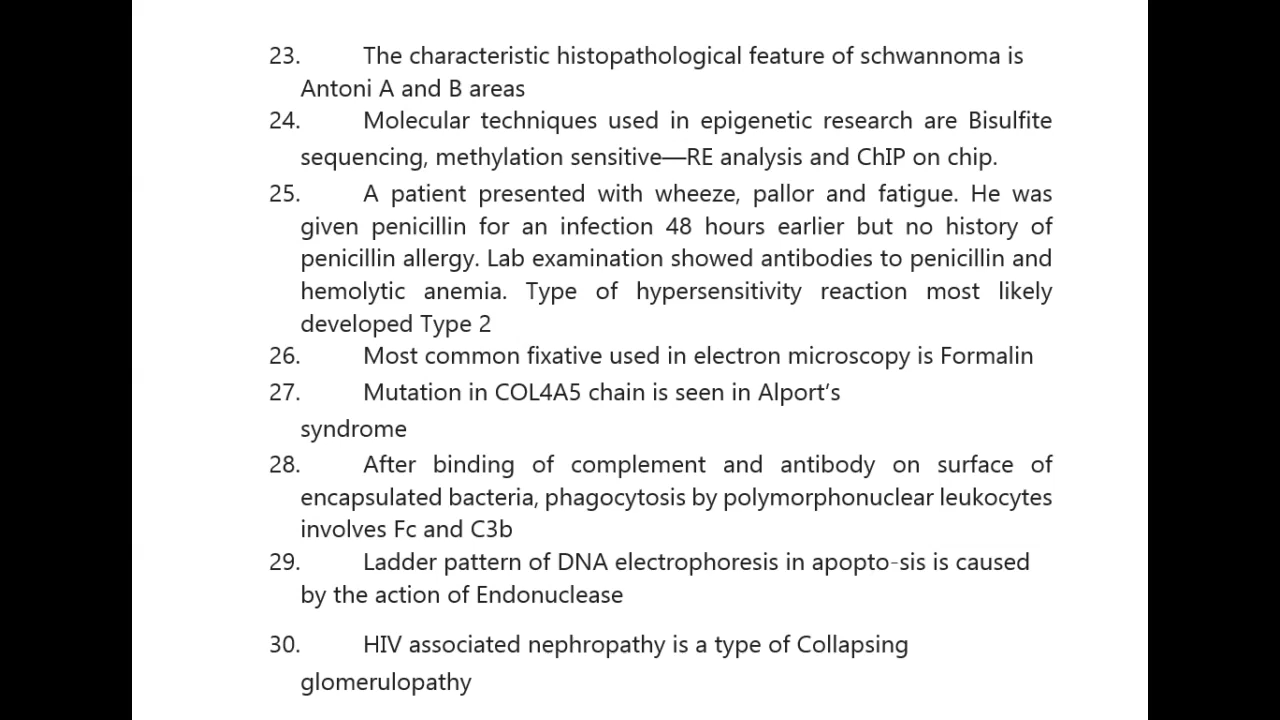 23. The characteristic histopathological feature of schwannoma is
Antoni A and B areas
24. Molecular techniques used in epigenetic research are Bisulfite
sequencing, methylation sensitive—RE analysis and ChIP on chip.
25. A patient presented with wheeze, pallor and fatigue. He was
given penicillin for an infection 48 hours earlier but no history of
penicillin allergy. Lab examination showed antibodies to penicillin and
hemolytic anemia. Type of hypersensitivity reaction most likely
developed Type 2
26. Most common fixative used in electron microscopy is Formalin
27. Mutation in COL4A5 chain is seen in Alport’s
syndrome
28. After binding of complement and antibody on surface of
encapsulated bacteria, phagocytosis by polymorphonuclear leukocytes
involves Fc and C3b
29. Ladder pattern of DNA electrophoresis in apopto-sis is caused
by the action of Endonuclease
30. HIV associated nephropathy is a type of Collapsing
glomerulopathy